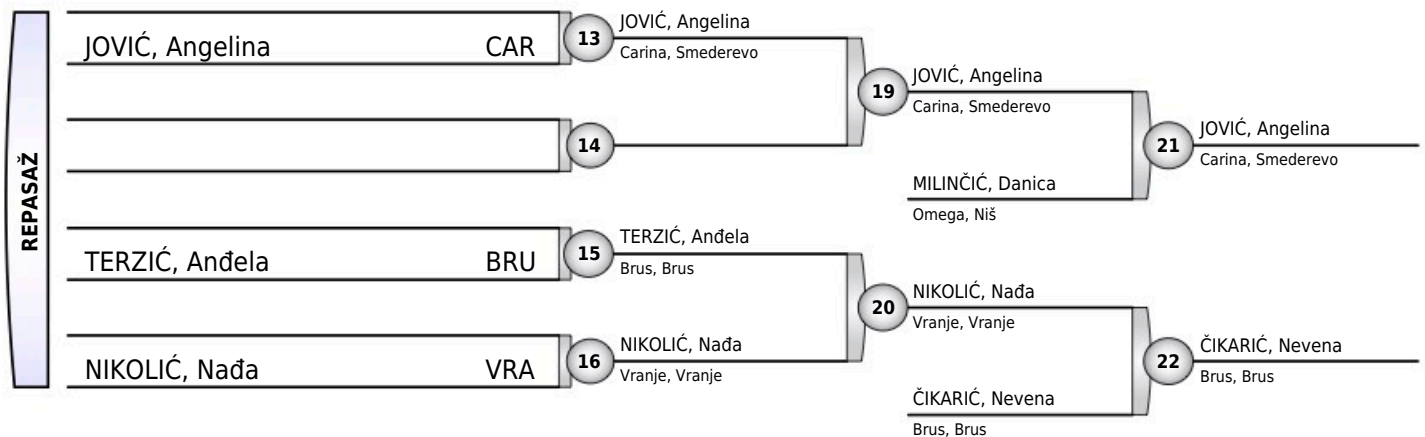 REPASAŽ
JOVIĆ, Angelina CAR
13
JOVIĆ, Angelina
Carina, Smederevo
14
19
JOVIĆ, Angelina
Carina, Smederevo
MILINČIĆ, Danica
Omega, Niš
21
JOVIĆ, Angelina
Carina, Smederevo
TERZIĆ, Anđela BRU
15
TERZIĆ, Anđela
Brus, Brus
NIKOLIĆ, Nađa VRA
16
NIKOLIĆ, Nađa
Vranje, Vranje
20
NIKOLIĆ, Nađa
Vranje, Vranje
ČIKARIĆ, Nevena
Brus, Brus
22
ČIKARIĆ, Nevena
Brus, Brus